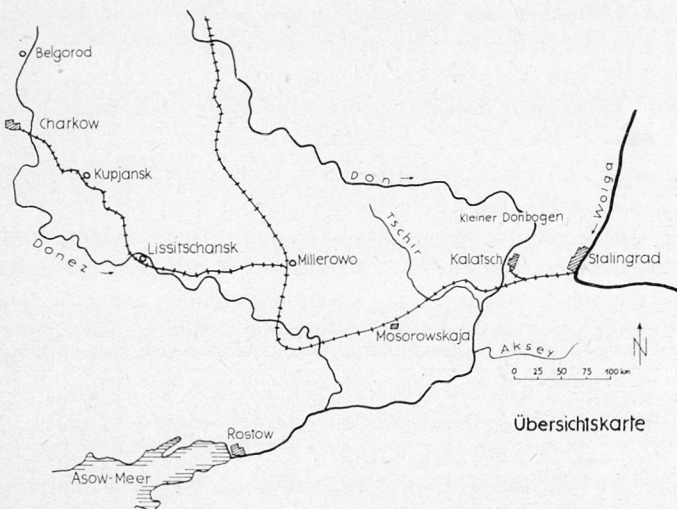 Belgorod
Charkow
Kupjansk
Don →
Wolga
←
Kleiner Donbogen
Tschir
Donez →
Lissitschansk
Millerowo
Kalatsch
Stalingrad
Mosorowskaja
Aksey
N
0 25 50 75 100 km
Übersichtskarte
Rostow
Asow-Meer